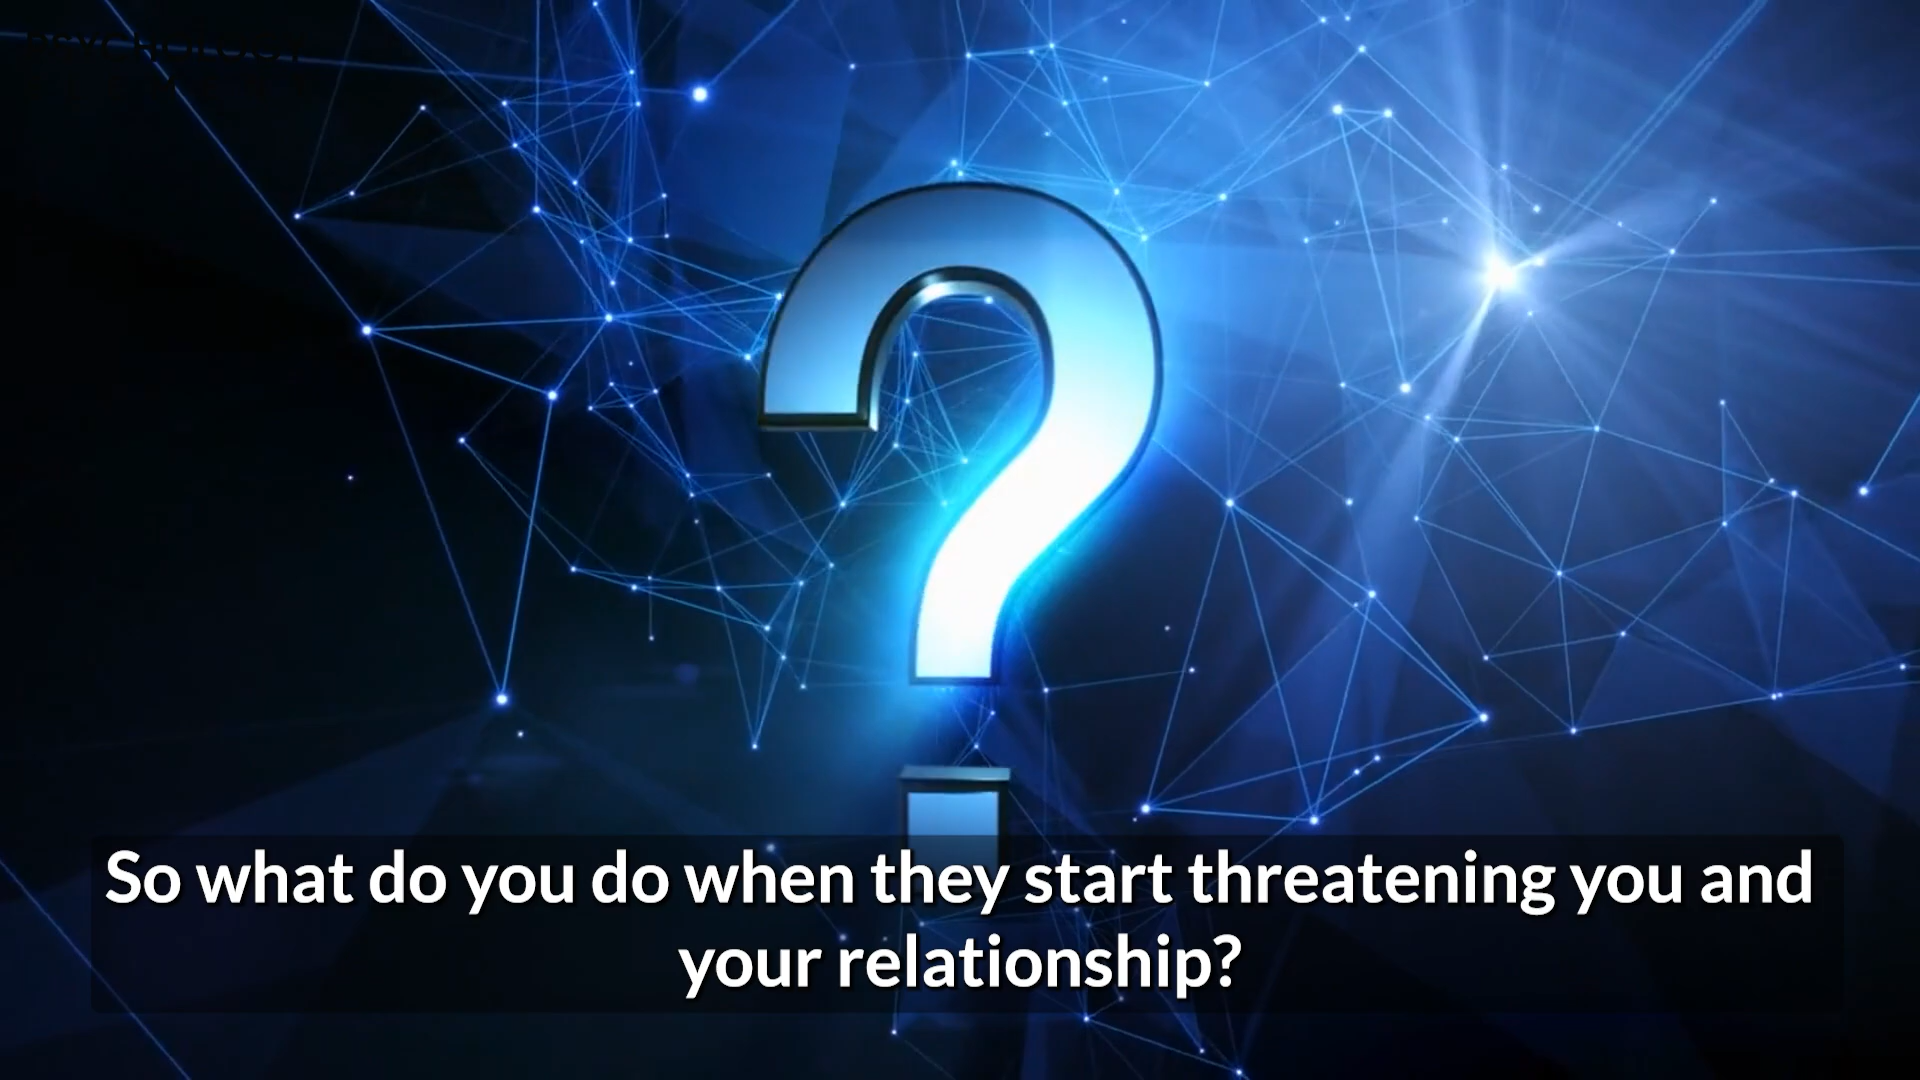 So what do you do when they start threatening you and
your relationship?